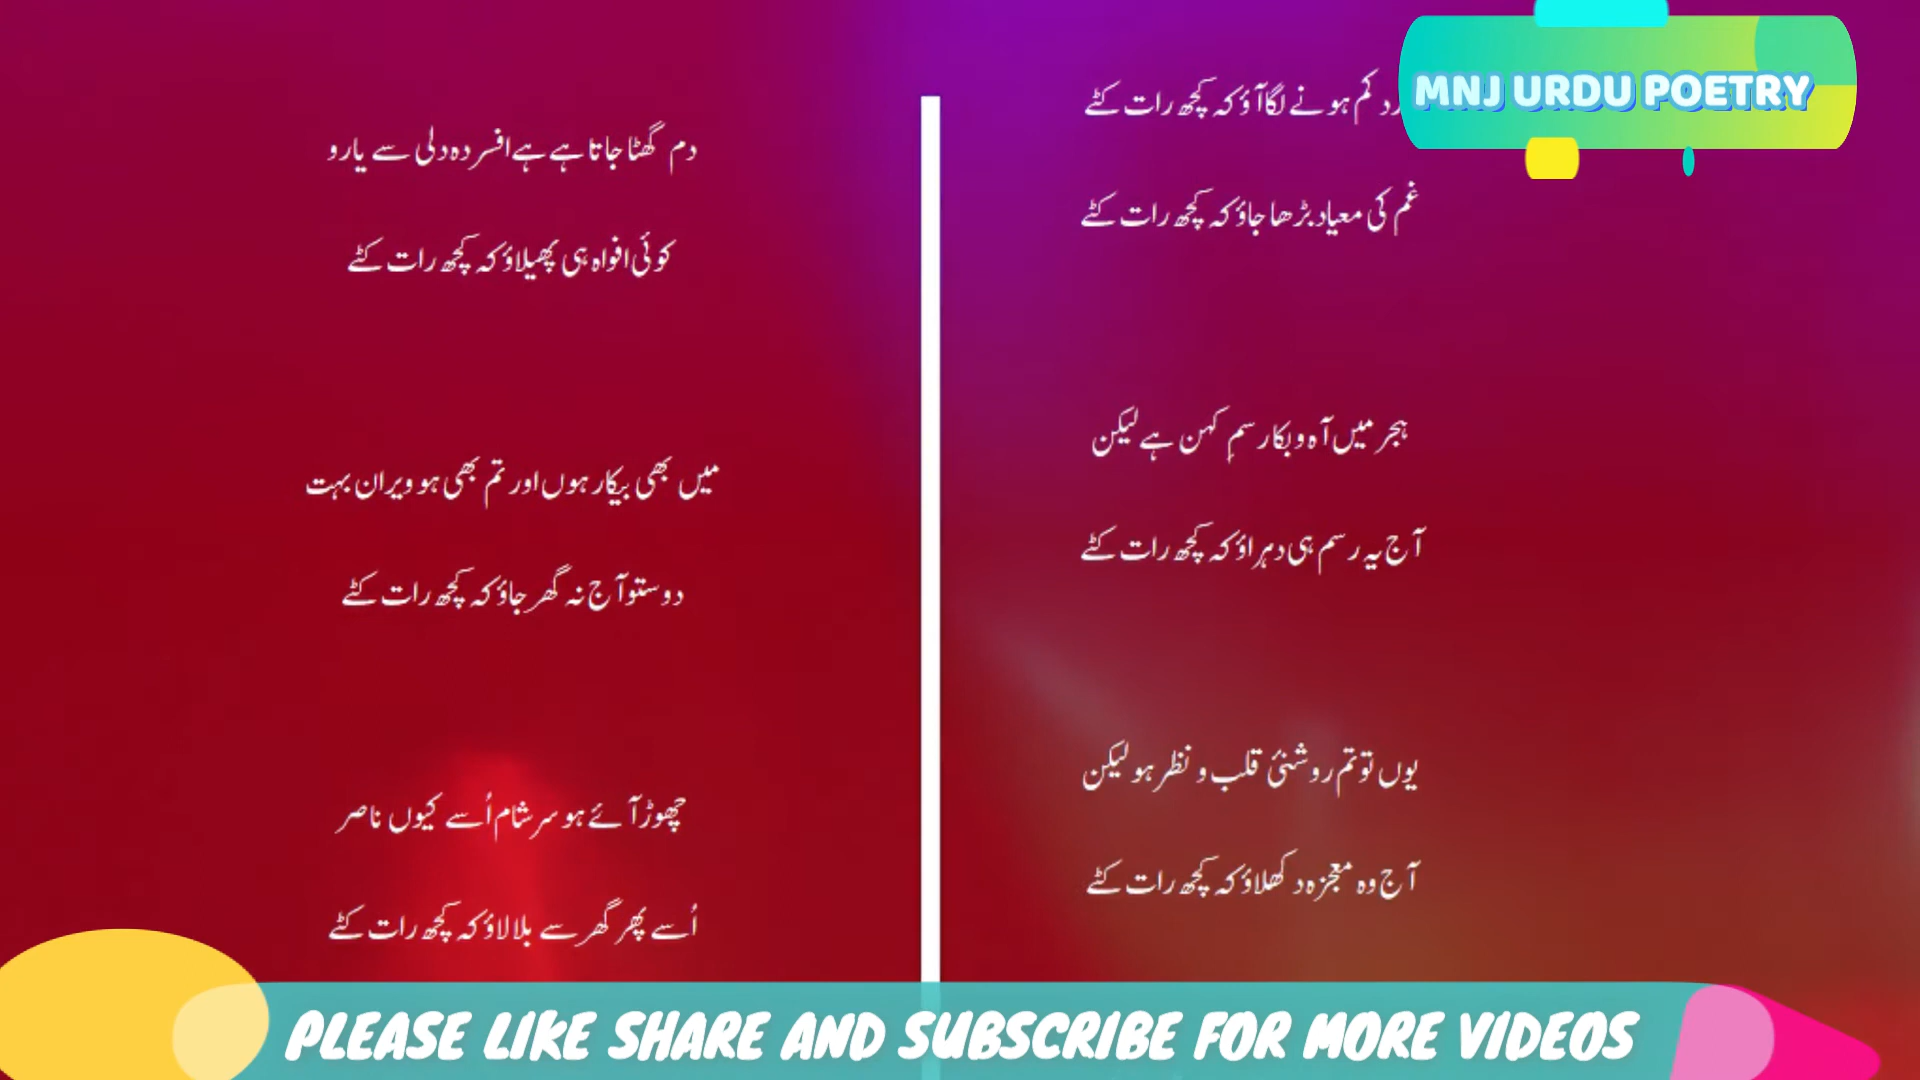 MNJ URDU POETRY
رد کم ہونے لگا آؤ کہ کچھ رات کٹے
غم کی معیاد بڑھا جاؤ کہ کچھ رات کٹے
ہجر میں آہ و بکا رسمِ کہن ہے لیکن
آج یہ رسم ہی دہراؤ کہ کچھ رات کٹے
یوں تو تم روشنئ قلب و نظر ہو لیکن
آج وہ معجزہ دکھلاؤ کہ کچھ رات کٹے
دم گھٹا جاتا ہے ہے افسردہ دلی سے یارو
کوئی افواہ ہی پھیلاؤ کہ کچھ رات کٹے
میں بھی بیکار ہوں اور تم بھی ہو ویران بہت
دوستو آج نہ گھر جاؤ کہ کچھ رات کٹے
چھوڑ آئے ہو سر شام اُسے کیوں ناصر
اُسے پھر گھر سے بلا لاؤ کہ کچھ رات کٹے
PLEASE LIKE SHARE AND SUBSCRIBE FOR MORE VIDEOS